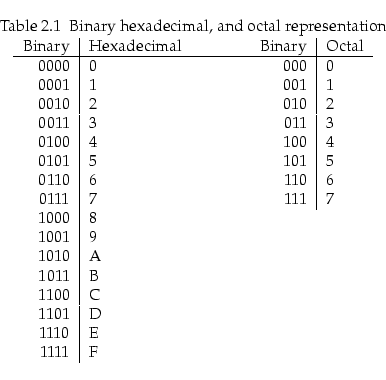 Table 2.1 Binary hexadecimal, and octal representation
Binary Hexadecimal Binary Octal
0000 0 000 0
0001 1 001 1
0010 2 010 2
0011 3 011 3
0100 4 100 4
0101 5 101 5
0110 6 110 6
0111 7 111 7
1000 8
1001 9
1010 A
1011 B
1100 C
1101 D
1110 E
1111 F